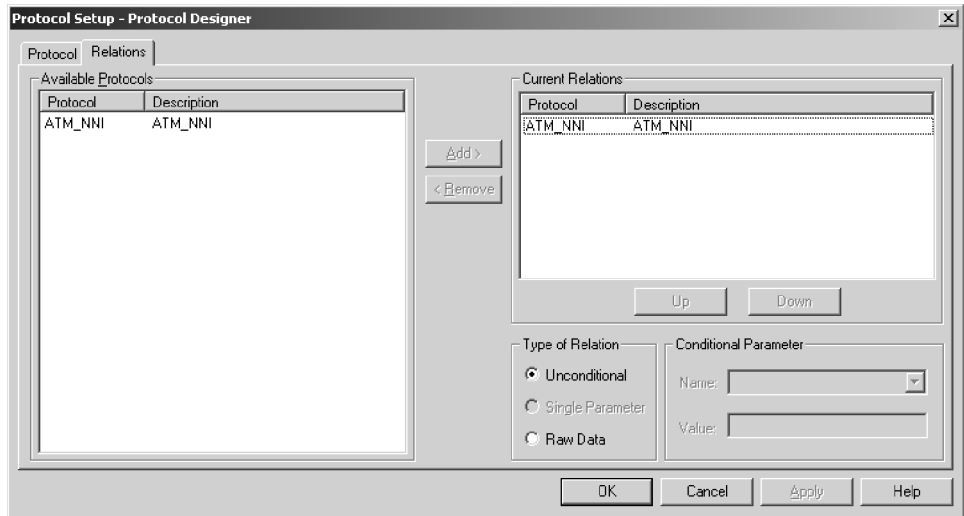 Protocol Setup - Protocol Designer
Protocol Relations
Available Protocols
Protocol Description
ATM_NNI ATM_NNI
Add >
< Remove
Current Relations
Protocol Description
ATM_NNI ATM_NNI
Up Down
Type of Relation
Unconditional
Single Parameter
Raw Data
Conditional Parameter
Name:
Value:
OK Cancel Apply Help